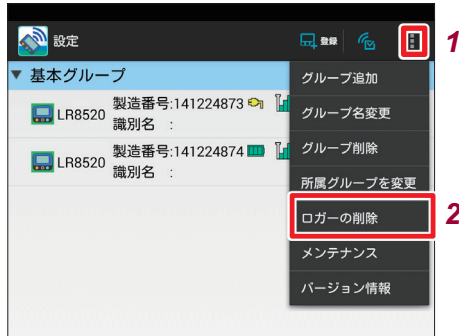 設定
登録
1
▼ 基本グループ
グループ追加
LR8520
製造番号:141224873
識別名 :
グループ名変更
LR8520
製造番号:141224874
識別名 :
グループ削除
所属グループを変更
ロガーの削除
2
メンテナンス
バージョン情報